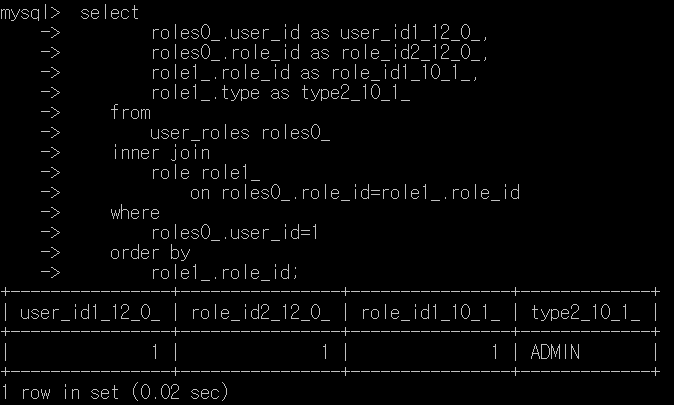 mysql>  select
    ->         roles0_.user_id as user_id1_12_0_,
    ->         roles0_.role_id as role_id2_12_0_,
    ->         role1_.role_id as role_id1_10_1_,
    ->         role1_.type as type2_10_1_
    ->     from
    ->         user_roles roles0_
    ->     inner join
    ->         role role1_
    ->             on roles0_.role_id=role1_.role_id
    ->     where
    ->         roles0_.user_id=1
    ->     order by
    ->         role1_.role_id;
+----------------+----------------+----------------+-------------+
| user_id1_12_0_ | role_id2_12_0_ | role_id1_10_1_ | type2_10_1_ |
+----------------+----------------+----------------+-------------+
|              1 |              1 |              1 | ADMIN       |
+----------------+----------------+----------------+-------------+
1 row in set (0.02 sec)